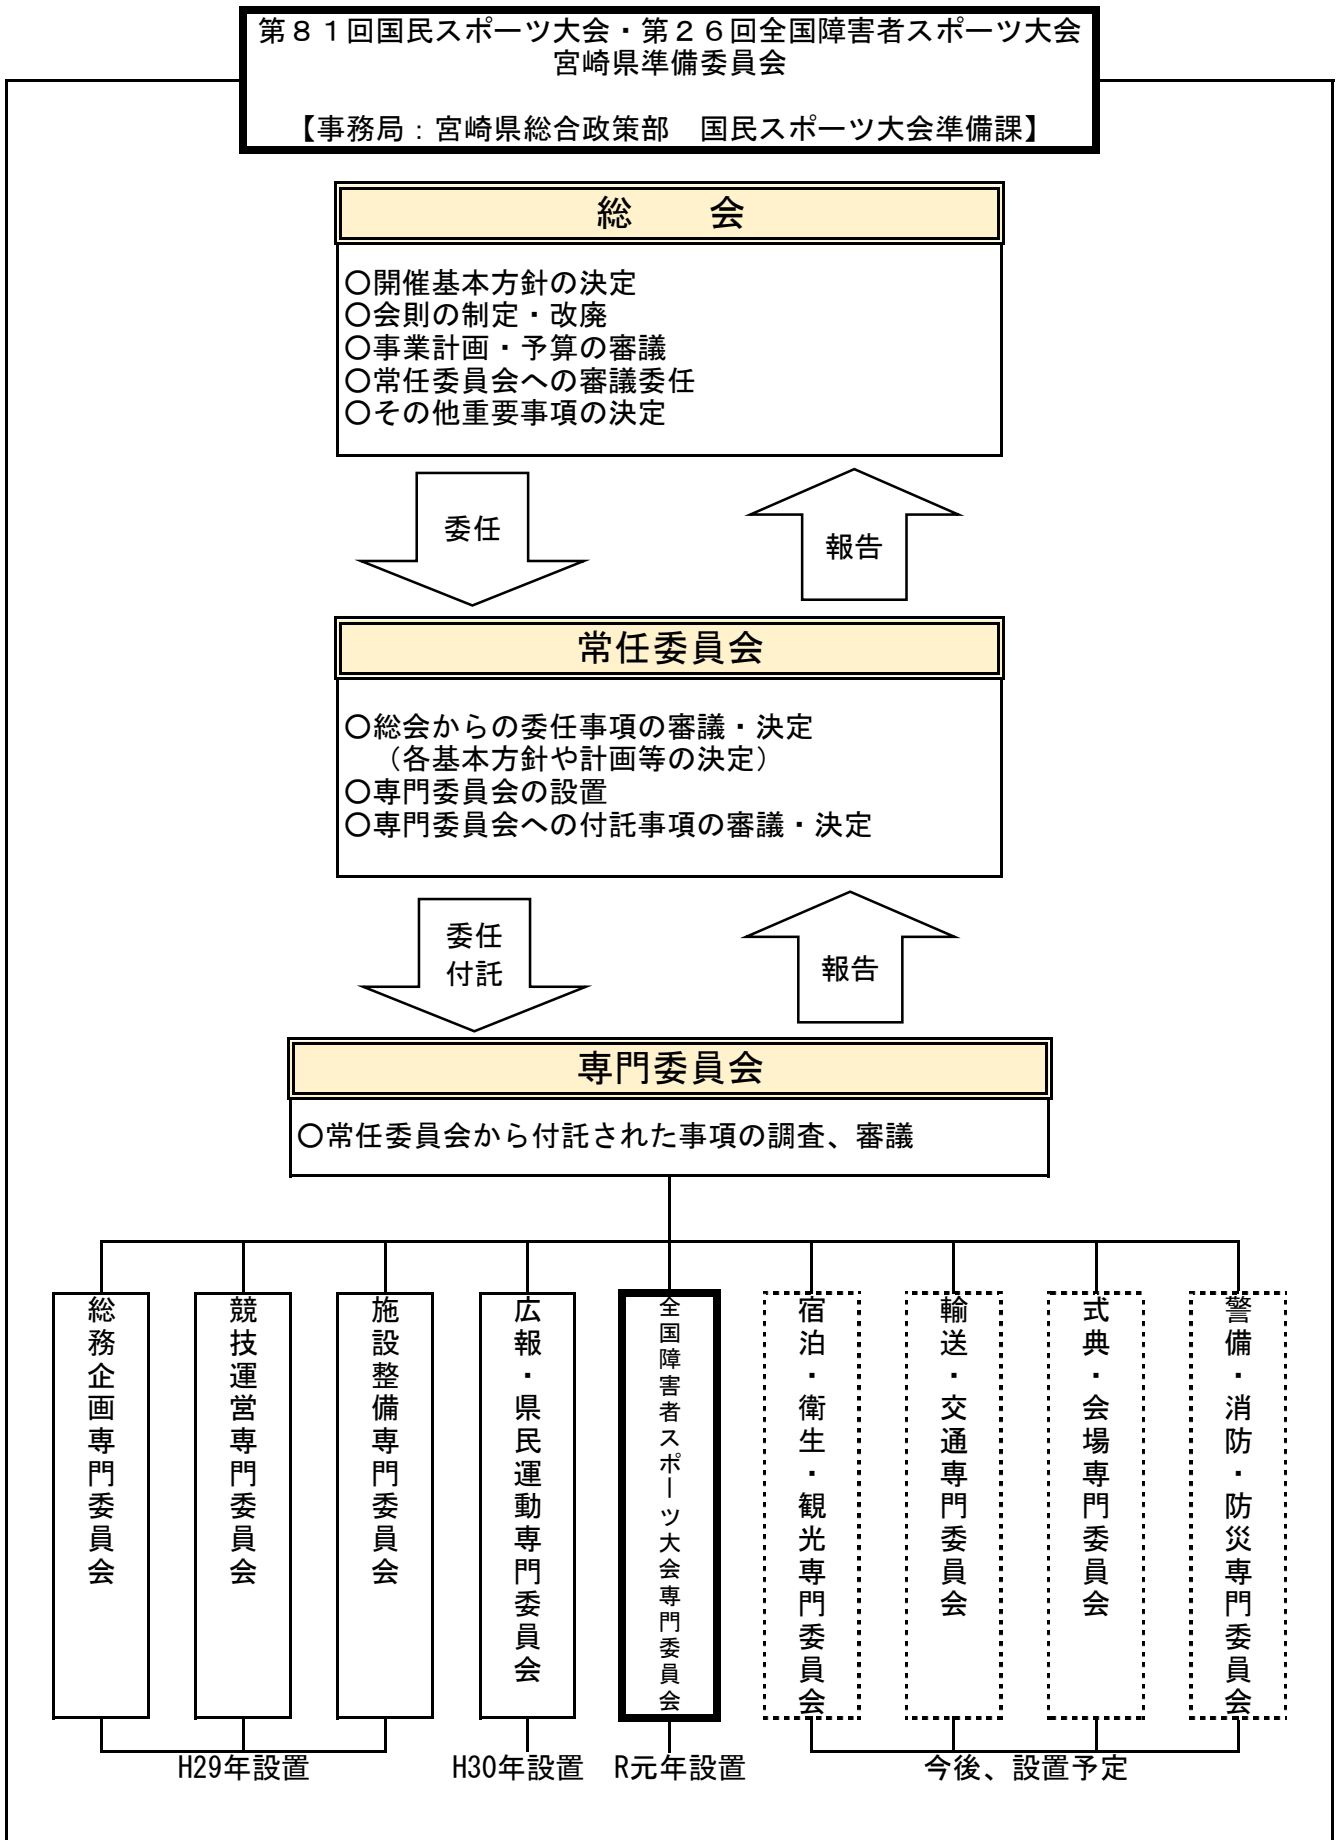 第８１回国民スポーツ大会・第２６回全国障害者スポーツ大会
宮崎県準備委員会
【事務局：宮崎県総合政策部　国民スポーツ大会準備課】
総　　会
〇開催基本方針の決定
〇会則の制定・改廃
〇事業計画・予算の審議
〇常任委員会への審議委任
〇その他重要事項の決定
委任
報告
常任委員会
〇総会からの委任事項の審議・決定
（各基本方針や計画等の決定）
〇専門委員会の設置
〇専門委員会への付託事項の審議・決定
委任
付託
報告
専門委員会
〇常任委員会から付託された事項の調査、審議
総務企画専門委員会
競技運営専門委員会
施設整備専門委員会
広報・県民運動専門委員会
全国障害者スポーツ大会専門委員会
宿泊・衛生・観光専門委員会
輸送・交通専門委員会
式典・会場専門委員会
警備・消防・防災専門委員会
H29年設置
H30年設置
R元年設置
今後、設置予定